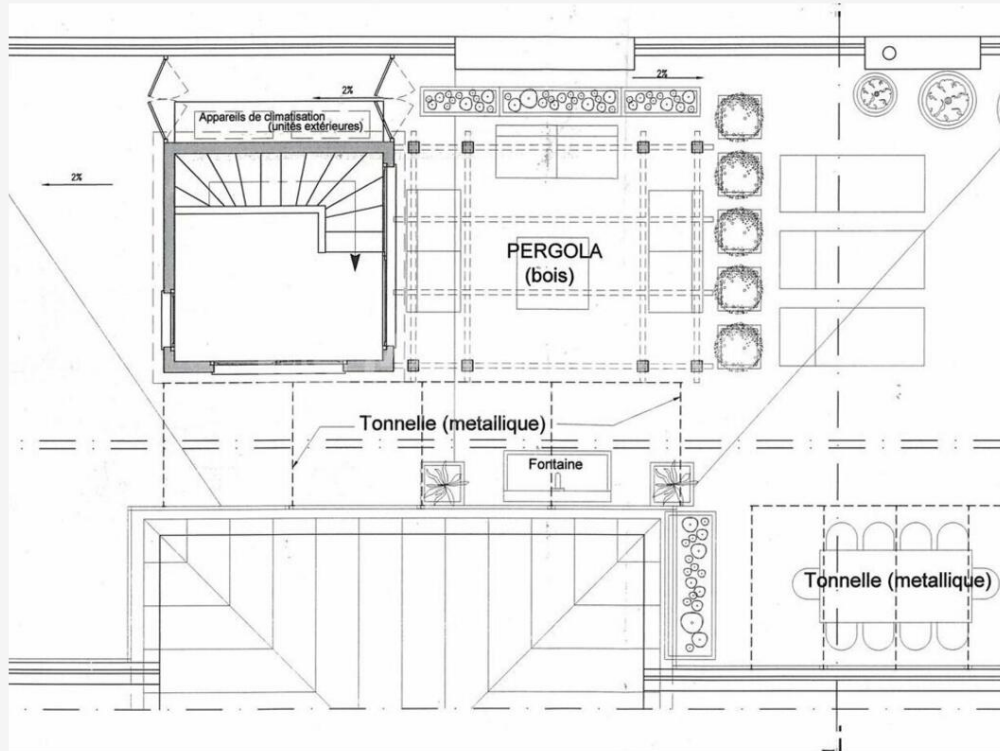 2%
2%
Appareils de climatisation
(unités extérieures)
2%
PERGOLA
(bois)
Tonnelle (metallique)
Fontaine
Tonnelle (metallique)